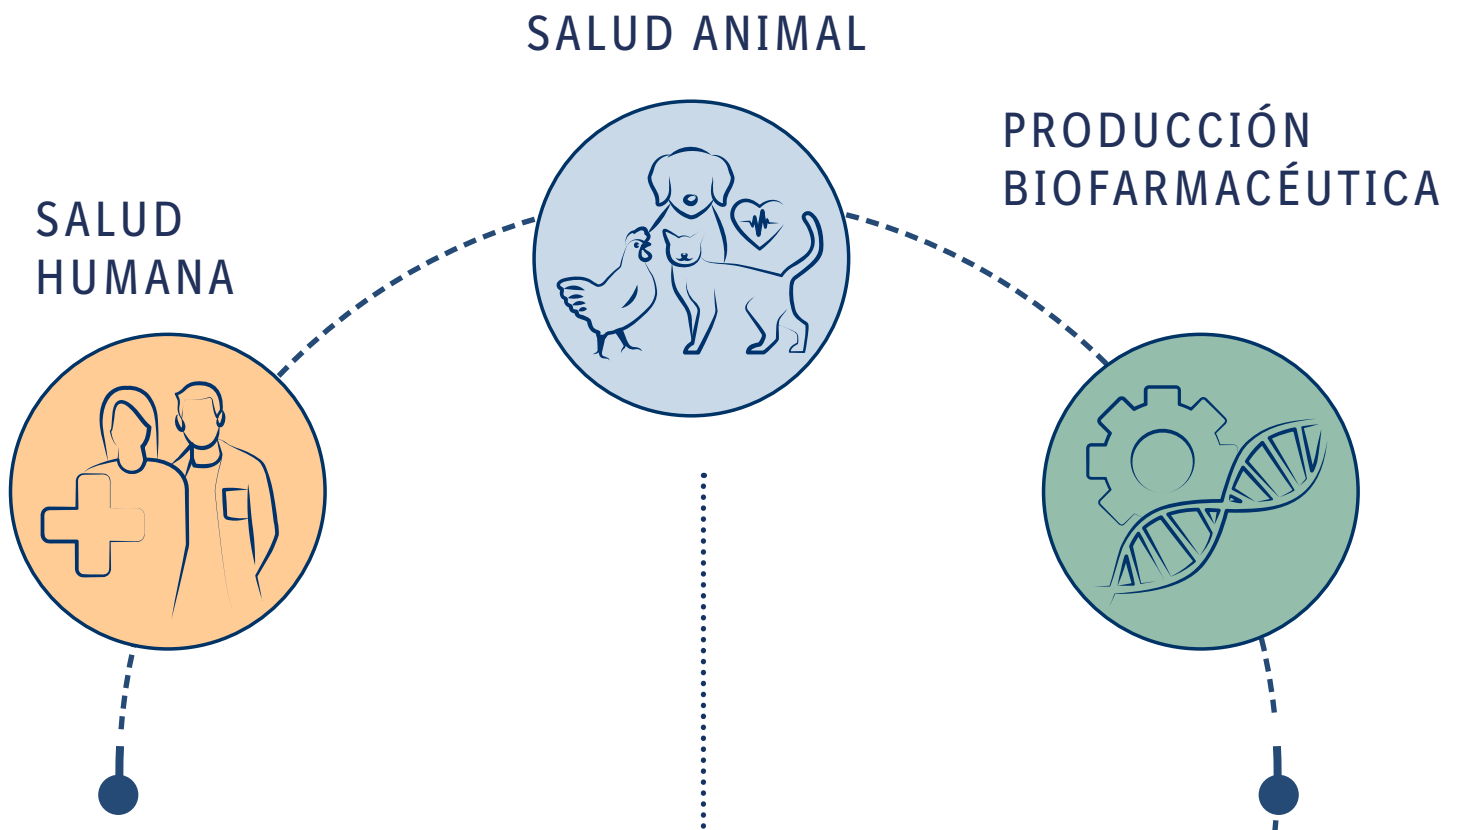 SALUD ANIMAL
PRODUCCIÓN
BIOFARMACÉUTICA
SALUD
HUMANA